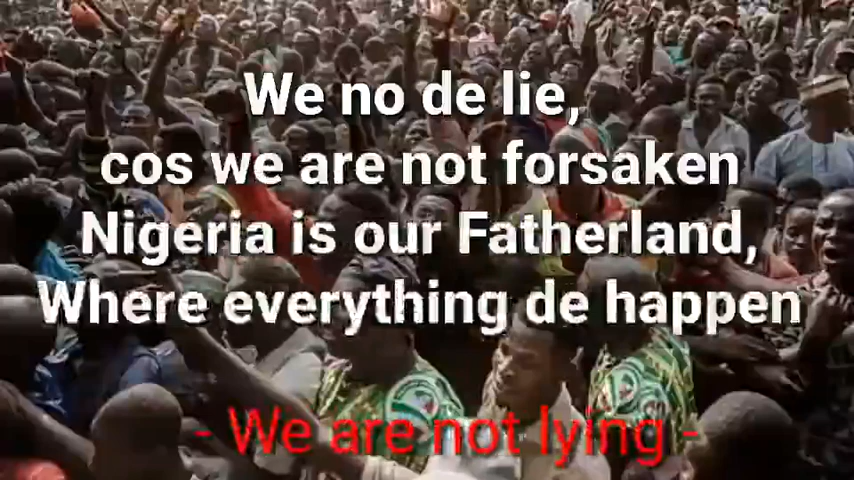 We no de lie,
cos we are not forsaken
Nigeria is our Fatherland,
Where everything de happen
- We are not lying -